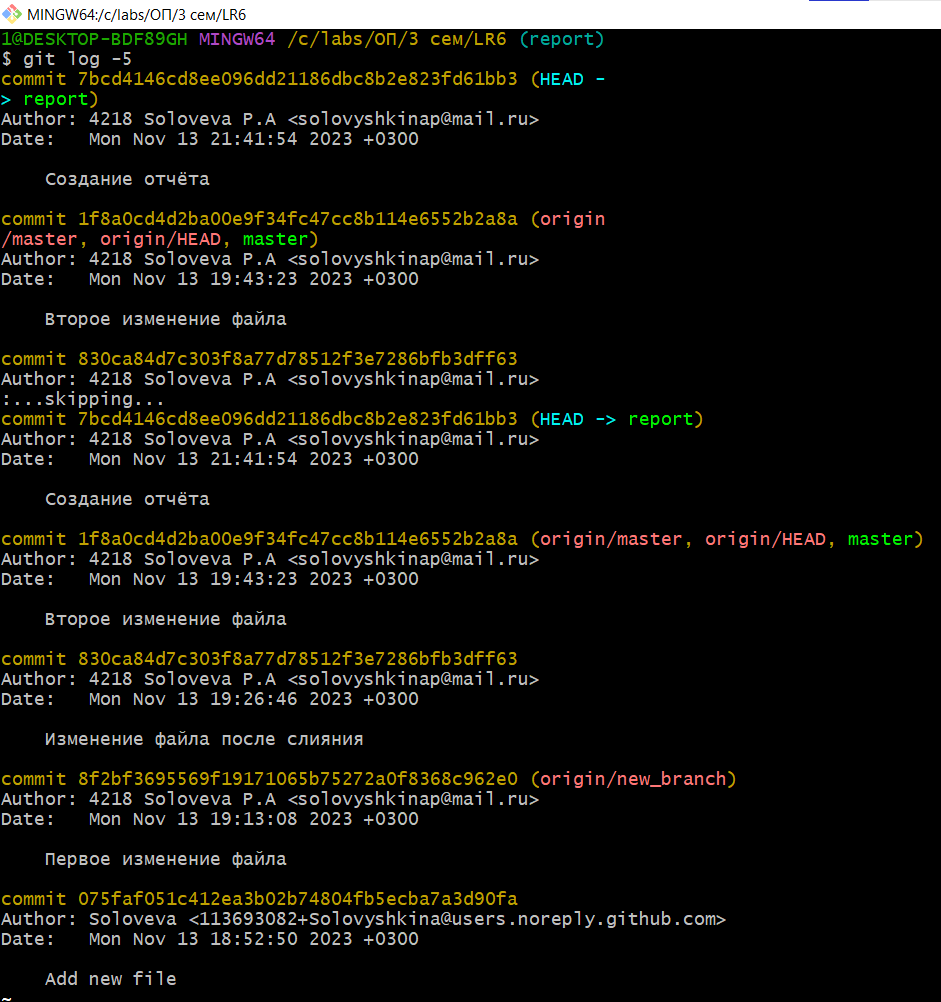 MINGW64:/c/labs/ОП/3 сем/LR6
1@DESKTOP-BDF89GH MINGW64 /c/labs/ОП/3 сем/LR6 (report)
$ git log -5
commit 7bcd4146cd8ee096dd21186dbc8b2e823fd61bb3 (HEAD -
> report)
Author: 4218 Soloveva P.A <solovyshkinap@mail.ru>
Date:   Mon Nov 13 21:41:54 2023 +0300
    Создание отчёта
commit 1f8a0cd4d2ba00e9f34fc47cc8b114e6552b2a8a (origin
/master, origin/HEAD, master)
Author: 4218 Soloveva P.A <solovyshkinap@mail.ru>
Date:   Mon Nov 13 19:43:23 2023 +0300
    Второе изменение файла
commit 830ca84d7c303f8a77d78512f3e7286bfb3dff63
Author: 4218 Soloveva P.A <solovyshkinap@mail.ru>
:...skipping...
commit 7bcd4146cd8ee096dd21186dbc8b2e823fd61bb3 (HEAD -> report)
Author: 4218 Soloveva P.A <solovyshkinap@mail.ru>
Date:   Mon Nov 13 21:41:54 2023 +0300
    Создание отчёта
commit 1f8a0cd4d2ba00e9f34fc47cc8b114e6552b2a8a (origin/master, origin/HEAD, master)
Author: 4218 Soloveva P.A <solovyshkinap@mail.ru>
Date:   Mon Nov 13 19:43:23 2023 +0300
    Второе изменение файла
commit 830ca84d7c303f8a77d78512f3e7286bfb3dff63
Author: 4218 Soloveva P.A <solovyshkinap@mail.ru>
Date:   Mon Nov 13 19:26:46 2023 +0300
    Изменение файла после слияния
commit 8f2bf3695569f19171065b75272a0f8368c962e0 (origin/new_branch)
Author: 4218 Soloveva P.A <solovyshkinap@mail.ru>
Date:   Mon Nov 13 19:13:08 2023 +0300
    Первое изменение файла
commit 075faf051c412ea3b02b74804fb5ecba7a3d90fa
Author: Soloveva <113693082+Solovyshkina@users.noreply.github.com>
Date:   Mon Nov 13 18:52:50 2023 +0300
    Add new file
~